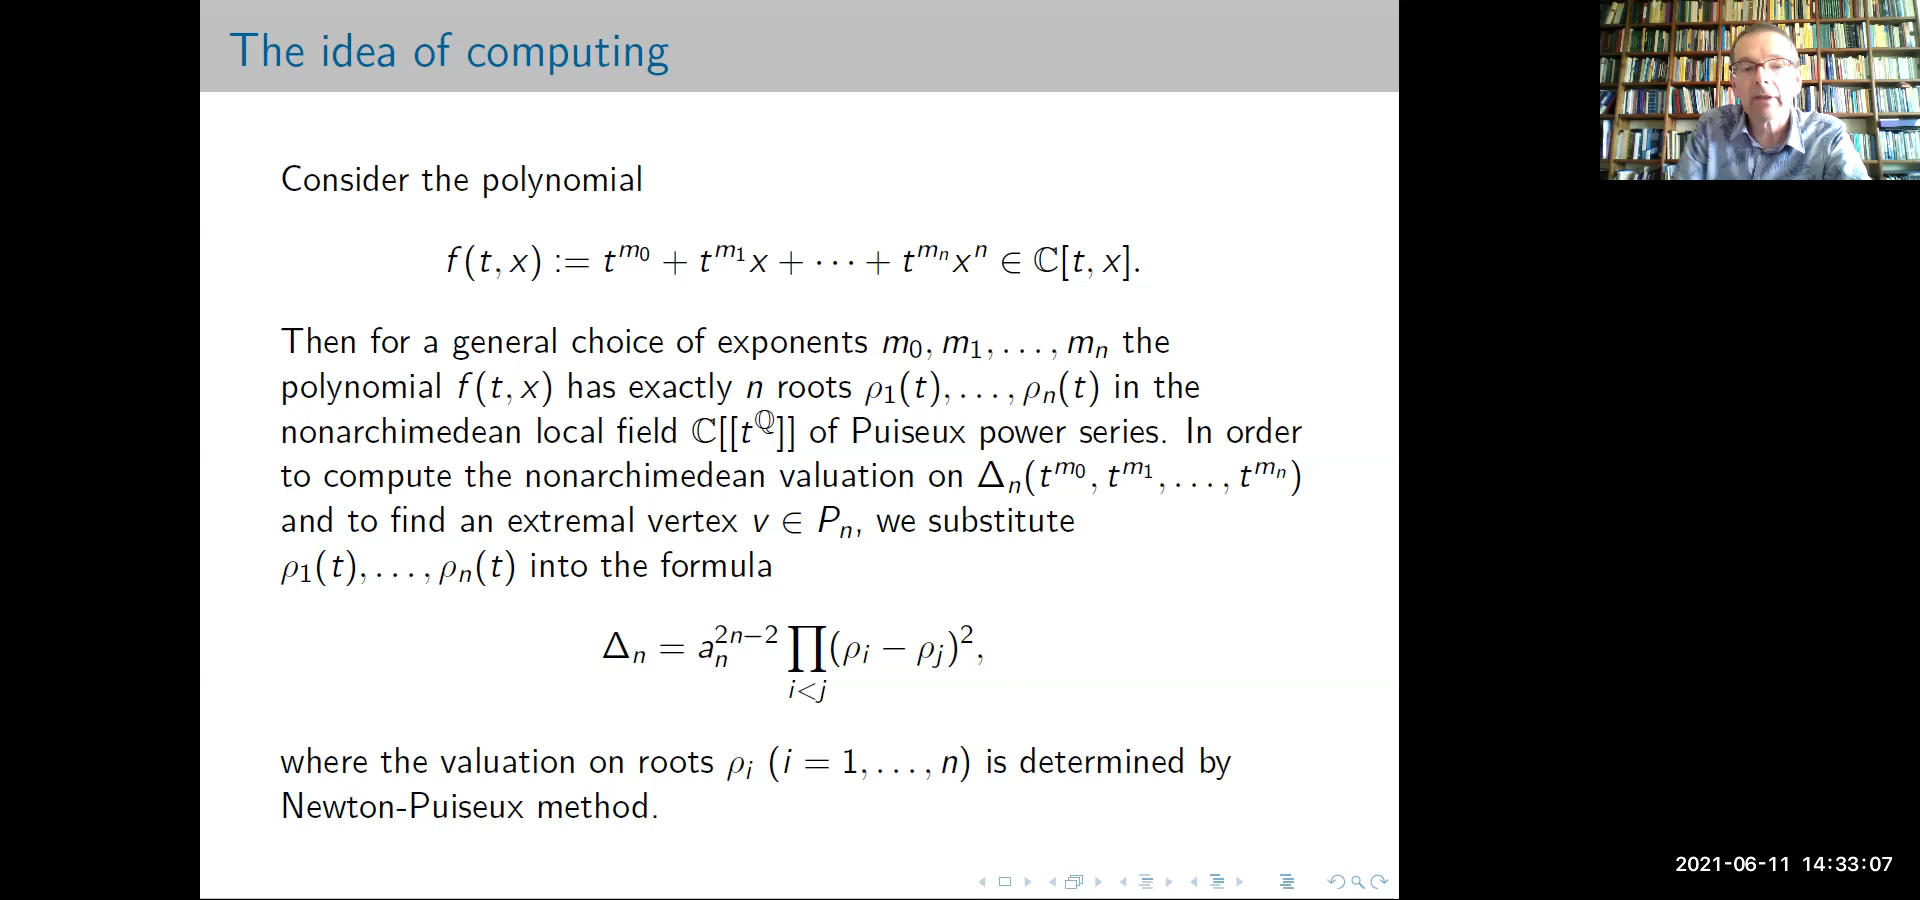 The idea of computing
Consider the polynomial
f(t, x) := t^{m_0} + t^{m_1}x + ··· + t^{m_n}x^n ∈ ℂ[t, x].
Then for a general choice of exponents m_0, m_1, . . . , m_n the
polynomial f(t, x) has exactly n roots ρ_1(t), . . . , ρ_n(t) in the
nonarchimedean local field ℂ[[t^ℚ]] of Puiseux power series. In order
to compute the nonarchimedean valuation on Δ_n(t^{m_0}, t^{m_1}, . . . , t^{m_n})
and to find an extremal vertex v ∈ P_n, we substitute
ρ_1(t), . . . , ρ_n(t) into the formula
Δ_n = a_n^{2n−2} ∏_{i<j} (ρ_i − ρ_j)^2,
where the valuation on roots ρ_i (i = 1, . . . , n) is determined by
Newton-Puiseux method.
2021-06-11 14:33:07